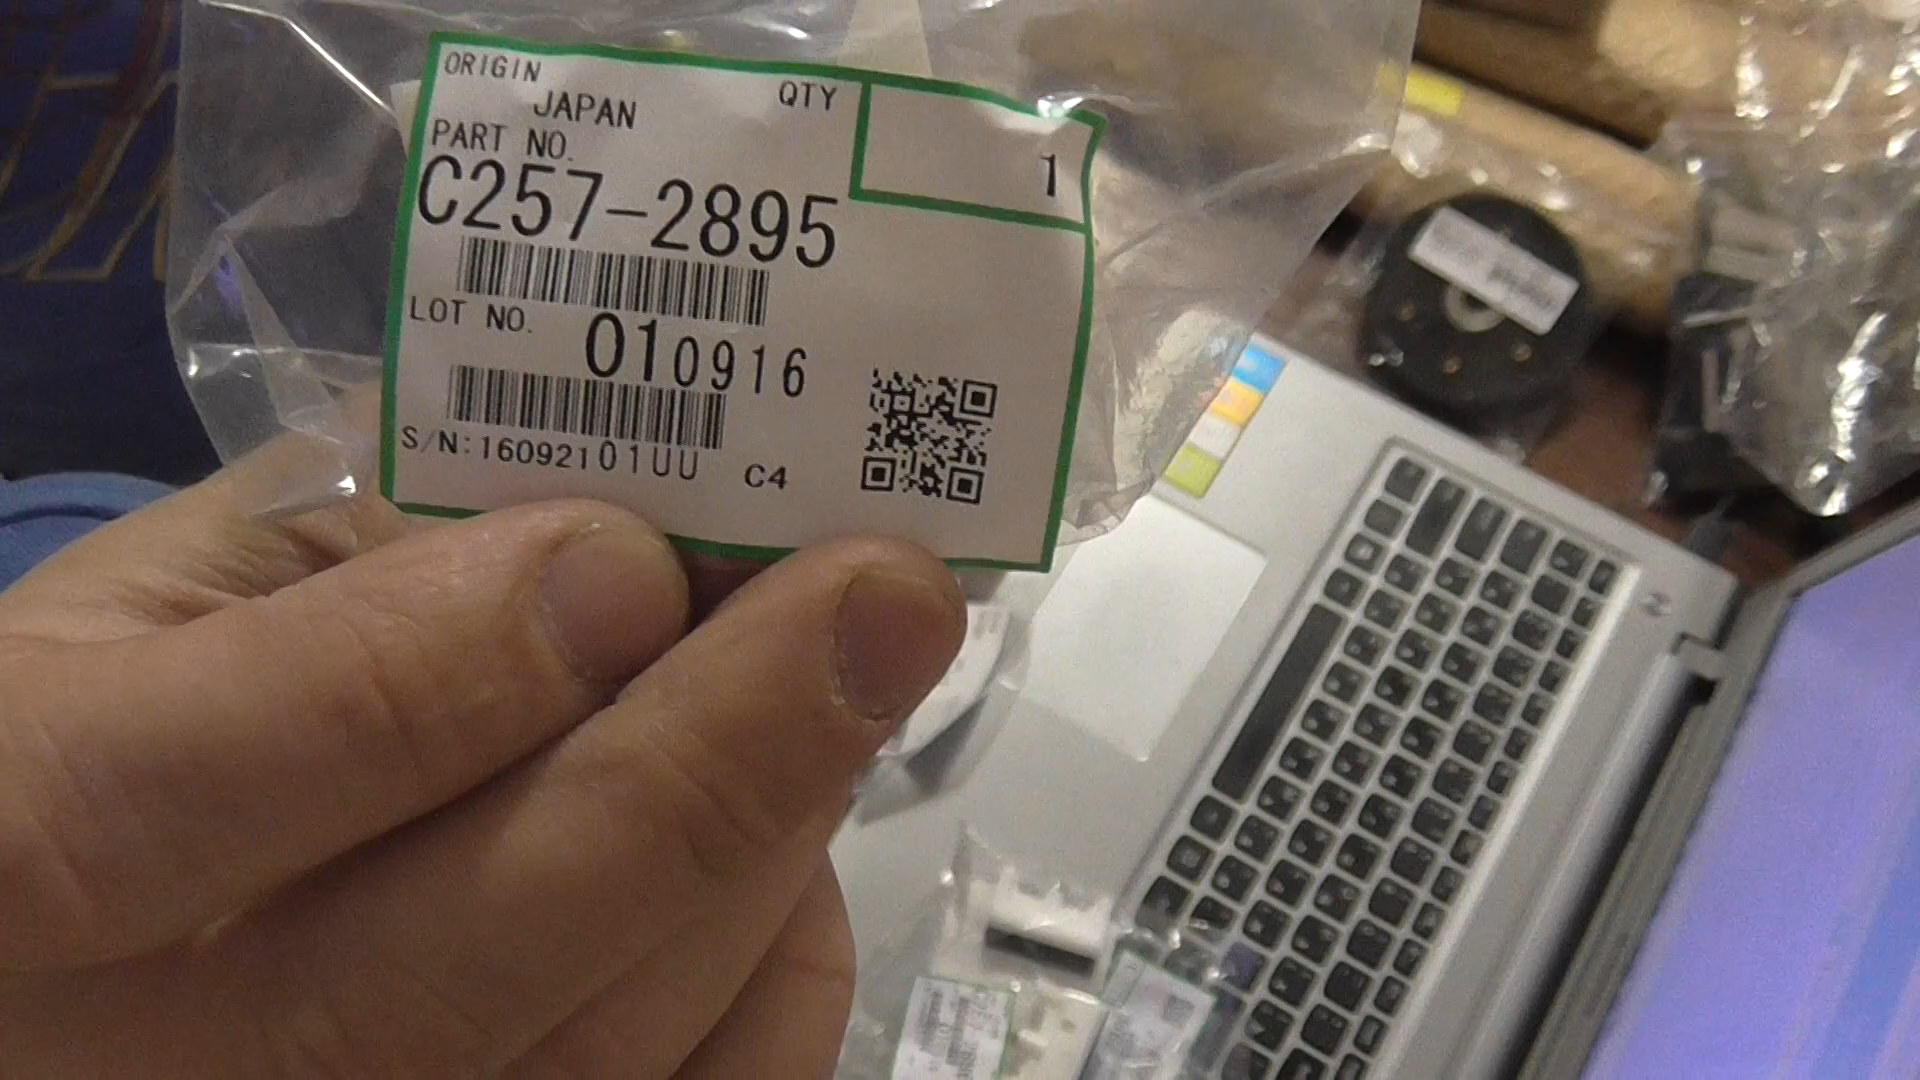 ORIGIN
JAPAN
QTY
1
PART NO.
C257-2895
LOT NO. 010916
S/N:16092101UU C4